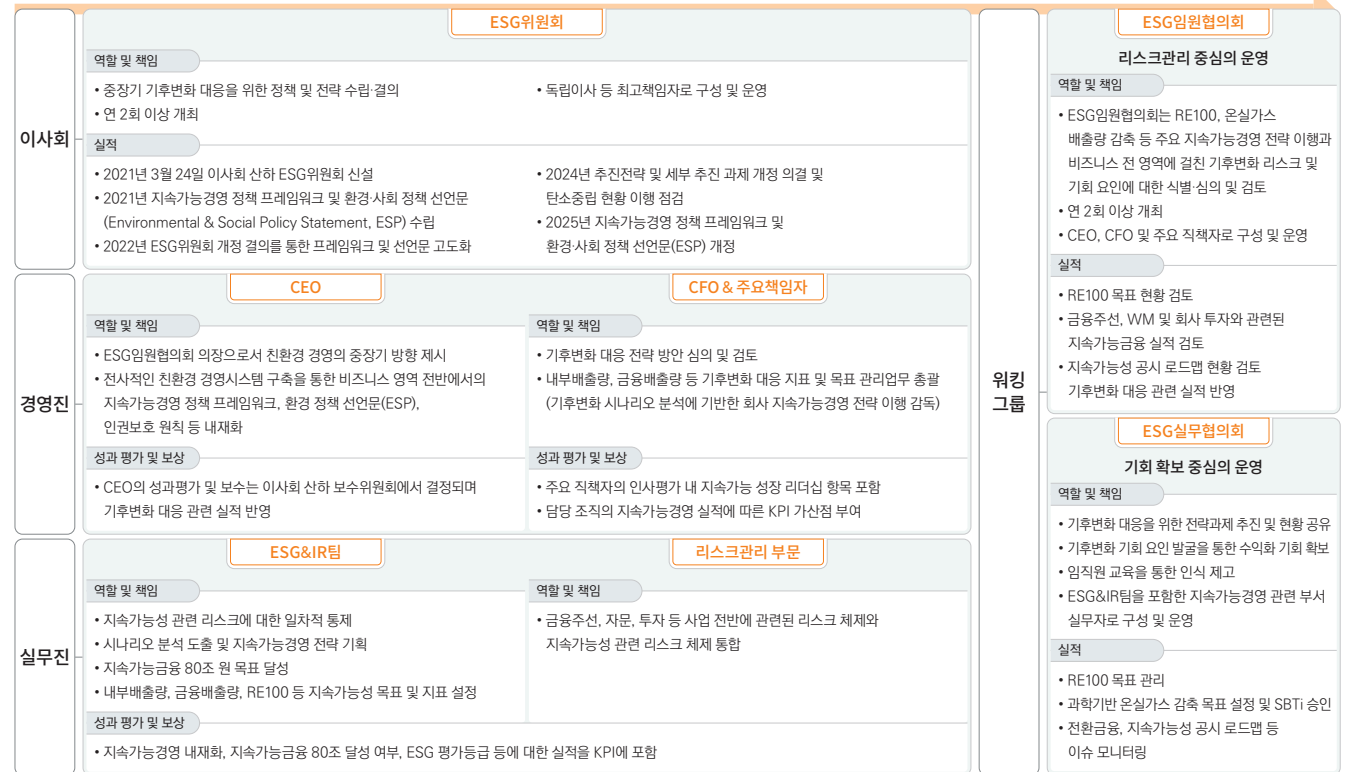 이사회
ESG위원회
역할 및 책임
• 중장기 기후변화 대응을 위한 정책 및 전략 수립·결의
• 연 2회 이상 개최
• 독립이사 등 최고책임자로 구성 및 운영
실적
• 2021년 3월 24일 이사회 산하 ESG위원회 신설
• 2021년 지속가능경영 정책 프레임워크 및 환경·사회 정책 선언문
(Environmental & Social Policy Statement, ESP) 수립
• 2022년 ESG위원회 개정 결의를 통한 프레임워크 및 선언문 고도화
• 2024년 추진전략 및 세부 추진 과제 개정 의결 및
탄소중립 현황 이행 점검
• 2025년 지속가능경영 정책 프레임워크 및
환경·사회 정책 선언문(ESP) 개정
경영진
CEO
역할 및 책임
• ESG임원협의회 의장으로서 친환경 경영의 중장기 방향 제시
• 전사적인 친환경 경영시스템 구축을 통한 비즈니스 영역 전반에서의
지속가능경영 정책 프레임워크, 환경 정책 선언문(ESP),
인권보호 원칙 등 내재화
성과 평가 및 보상
• CEO의 성과평가 및 보수는 이사회 산하 보수위원회에서 결정되며
기후변화 대응 관련 실적 반영
CFO & 주요책임자
역할 및 책임
• 기후변화 대응 전략 방안 심의 및 검토
• 내부배출량, 금융배출량 등 기후변화 대응 지표 및 목표 관리업무 총괄
(기후변화 시나리오 분석에 기반한 회사 지속가능경영 전략 이행 감독)
성과 평가 및 보상
• 주요 직책자의 인사평가 내 지속가능 성장 리더십 항목 포함
• 담당 조직의 지속가능경영 실적에 따른 KPI 가산점 부여
실무진
ESG&IR팀
역할 및 책임
• 지속가능성 관련 리스크에 대한 일차적 통제
• 시나리오 분석 도출 및 지속가능경영 전략 기획
• 지속가능금융 80조 원 목표 달성
• 내부배출량, 금융배출량, RE100 등 지속가능성 목표 및 지표 설정
리스크관리 부문
역할 및 책임
• 금융주선, 자문, 투자 등 사업 전반에 관련된 리스크 체제와
지속가능성 관련 리스크 체제 통합
성과 평가 및 보상
• 지속가능경영 내재화, 지속가능금융 80조 달성 여부, ESG 평가등급 등에 대한 실적을 KPI에 포함
워킹
그룹
ESG임원협의회
리스크관리 중심의 운영
역할 및 책임
• ESG임원협의회는 RE100, 온실가스
배출량 감축 등 주요 지속가능경영 전략 이행과
비즈니스 전 영역에 걸친 기후변화 리스크 및
기회 요인에 대한 식별·심의 및 검토
• 연 2회 이상 개최
• CEO, CFO 및 주요 직책자로 구성 및 운영
실적
• RE100 목표 현황 검토
• 금융주선, WM 및 회사 투자와 관련된
지속가능금융 실적 검토
• 지속가능성 공시 로드맵 현황 검토
기후변화 대응 관련 실적 반영
ESG실무협의회
기회 확보 중심의 운영
역할 및 책임
• 기후변화 대응을 위한 전략과제 추진 및 현황 공유
• 기후변화 기회 요인 발굴을 통한 수익화 기회 확보
• 임직원 교육을 통한 인식 제고
• ESG&IR팀을 포함한 지속가능경영 관련 부서
실무자로 구성 및 운영
실적
• RE100 목표 관리
• 과학기반 온실가스 감축 목표 설정 및 SBTi 승인
• 전환금융, 지속가능성 공시 로드맵 등
이슈 모니터링